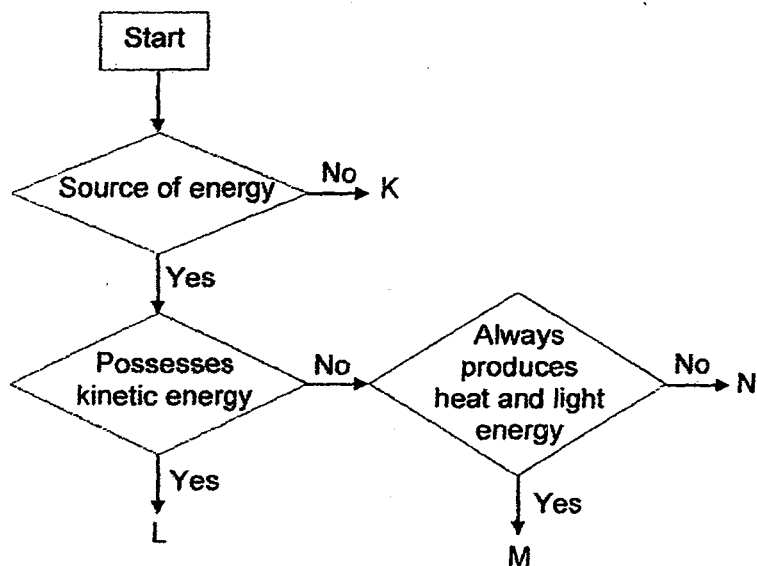 Start
Source of energy
No
K
Yes
Possesses
kinetic energy
No
Always
produces
heat and light
energy
No
N
Yes
L
Yes
M